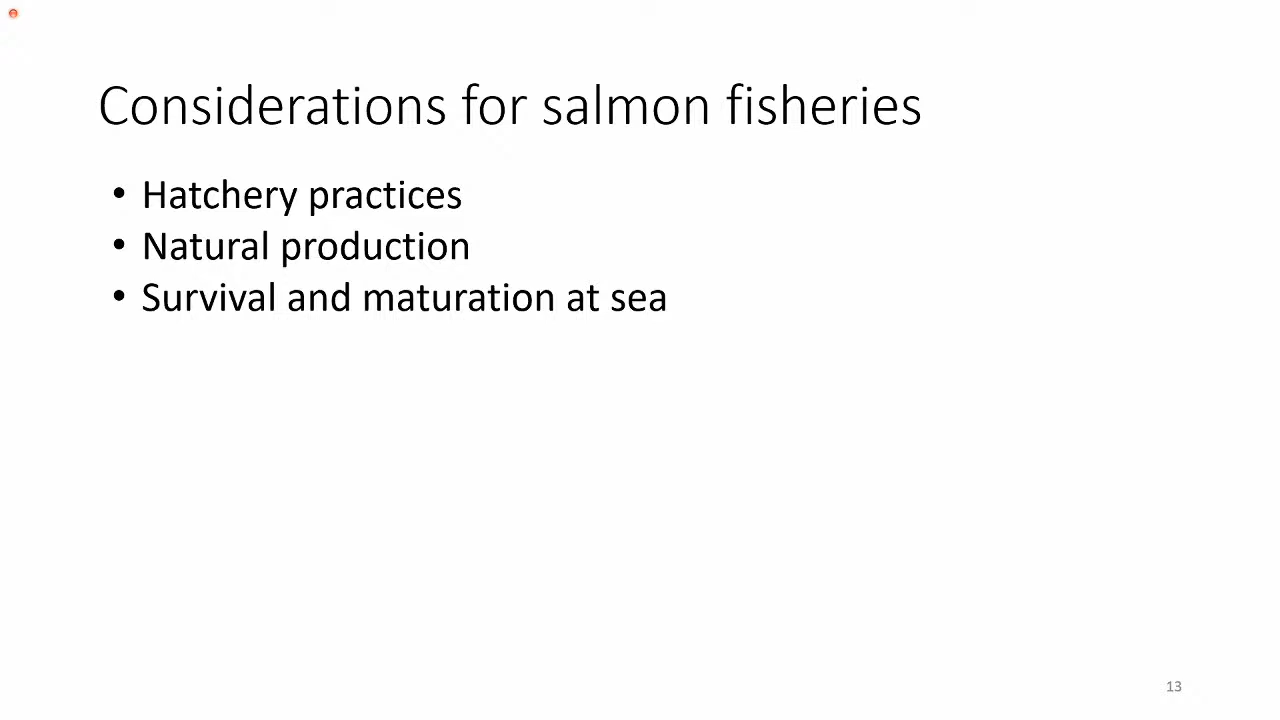 Considerations for salmon fisheries
• Hatchery practices
• Natural production
• Survival and maturation at sea
13